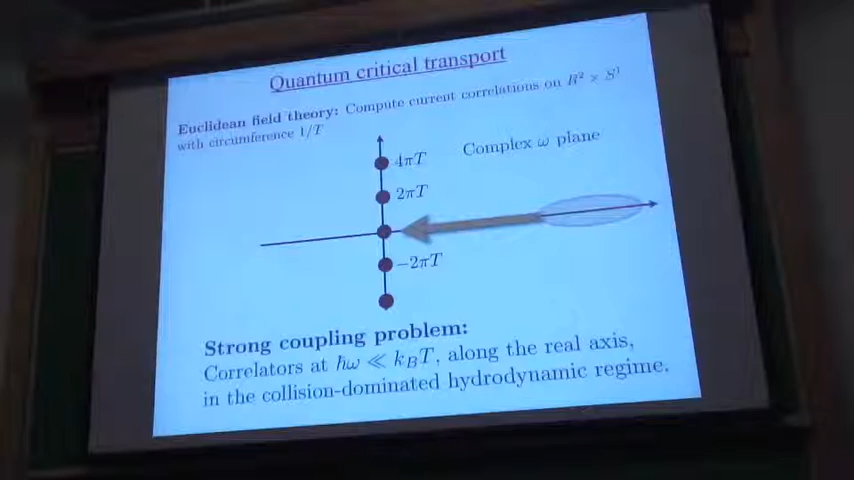 Quantum critical transport
Euclidean field theory: Compute current correlations on R² × S¹
with circumference 1/T
4πT
Complex ω plane
2πT
−2πT
Strong coupling problem:
Correlators at ħω ≪ k_BT, along the real axis,
in the collision-dominated hydrodynamic regime.